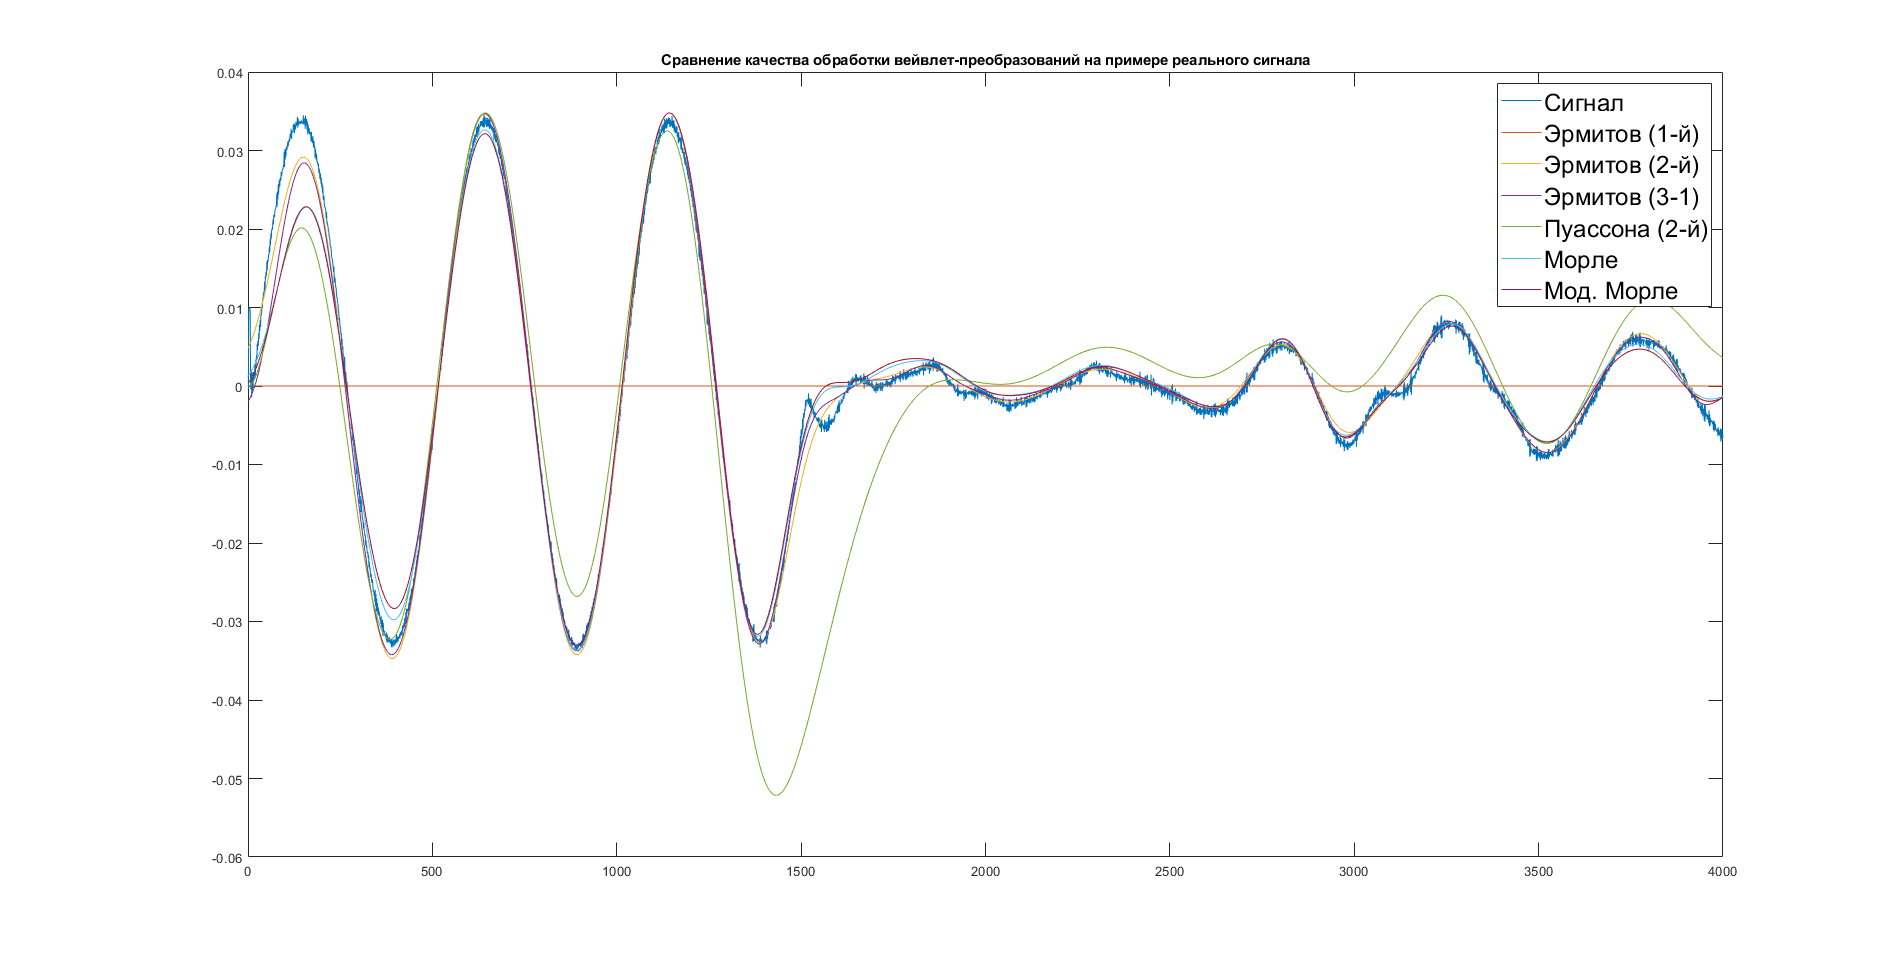 Сравнение качества обработки вейвлет-преобразований на примере реального сигнала
0.04
0.03
0.02
0.01
0
-0.01
-0.02
-0.03
-0.04
-0.05
-0.06
0 500 1000 1500 2000 2500 3000 3500 4000
Сигнал
Эрмитов (1-й)
Эрмитов (2-й)
Эрмитов (3-1)
Пуассона (2-й)
Морле
Мод. Морле